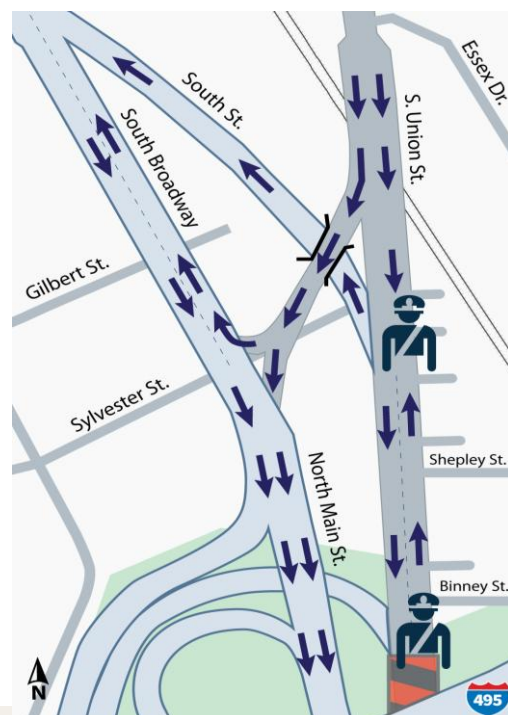 South St.
Essex Dr.
S. Union St.
South Broadway
Gilbert St.
Sylvester St.
North Main St.
Shepley St.
Binney St.
N
495